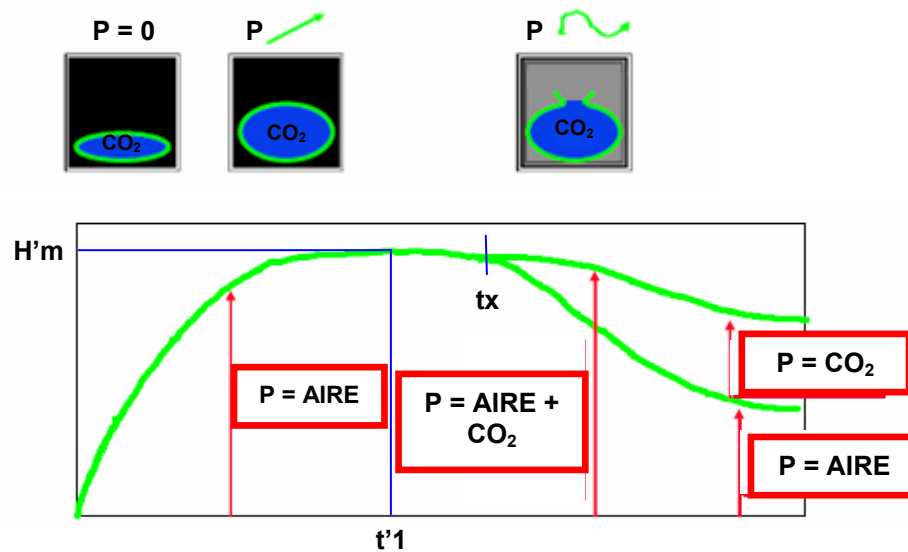 P = 0
P
P
CO₂
CO₂
CO₂
H'm
tx
P = AIRE
P = AIRE +
CO₂
P = CO₂
P = AIRE
t'1